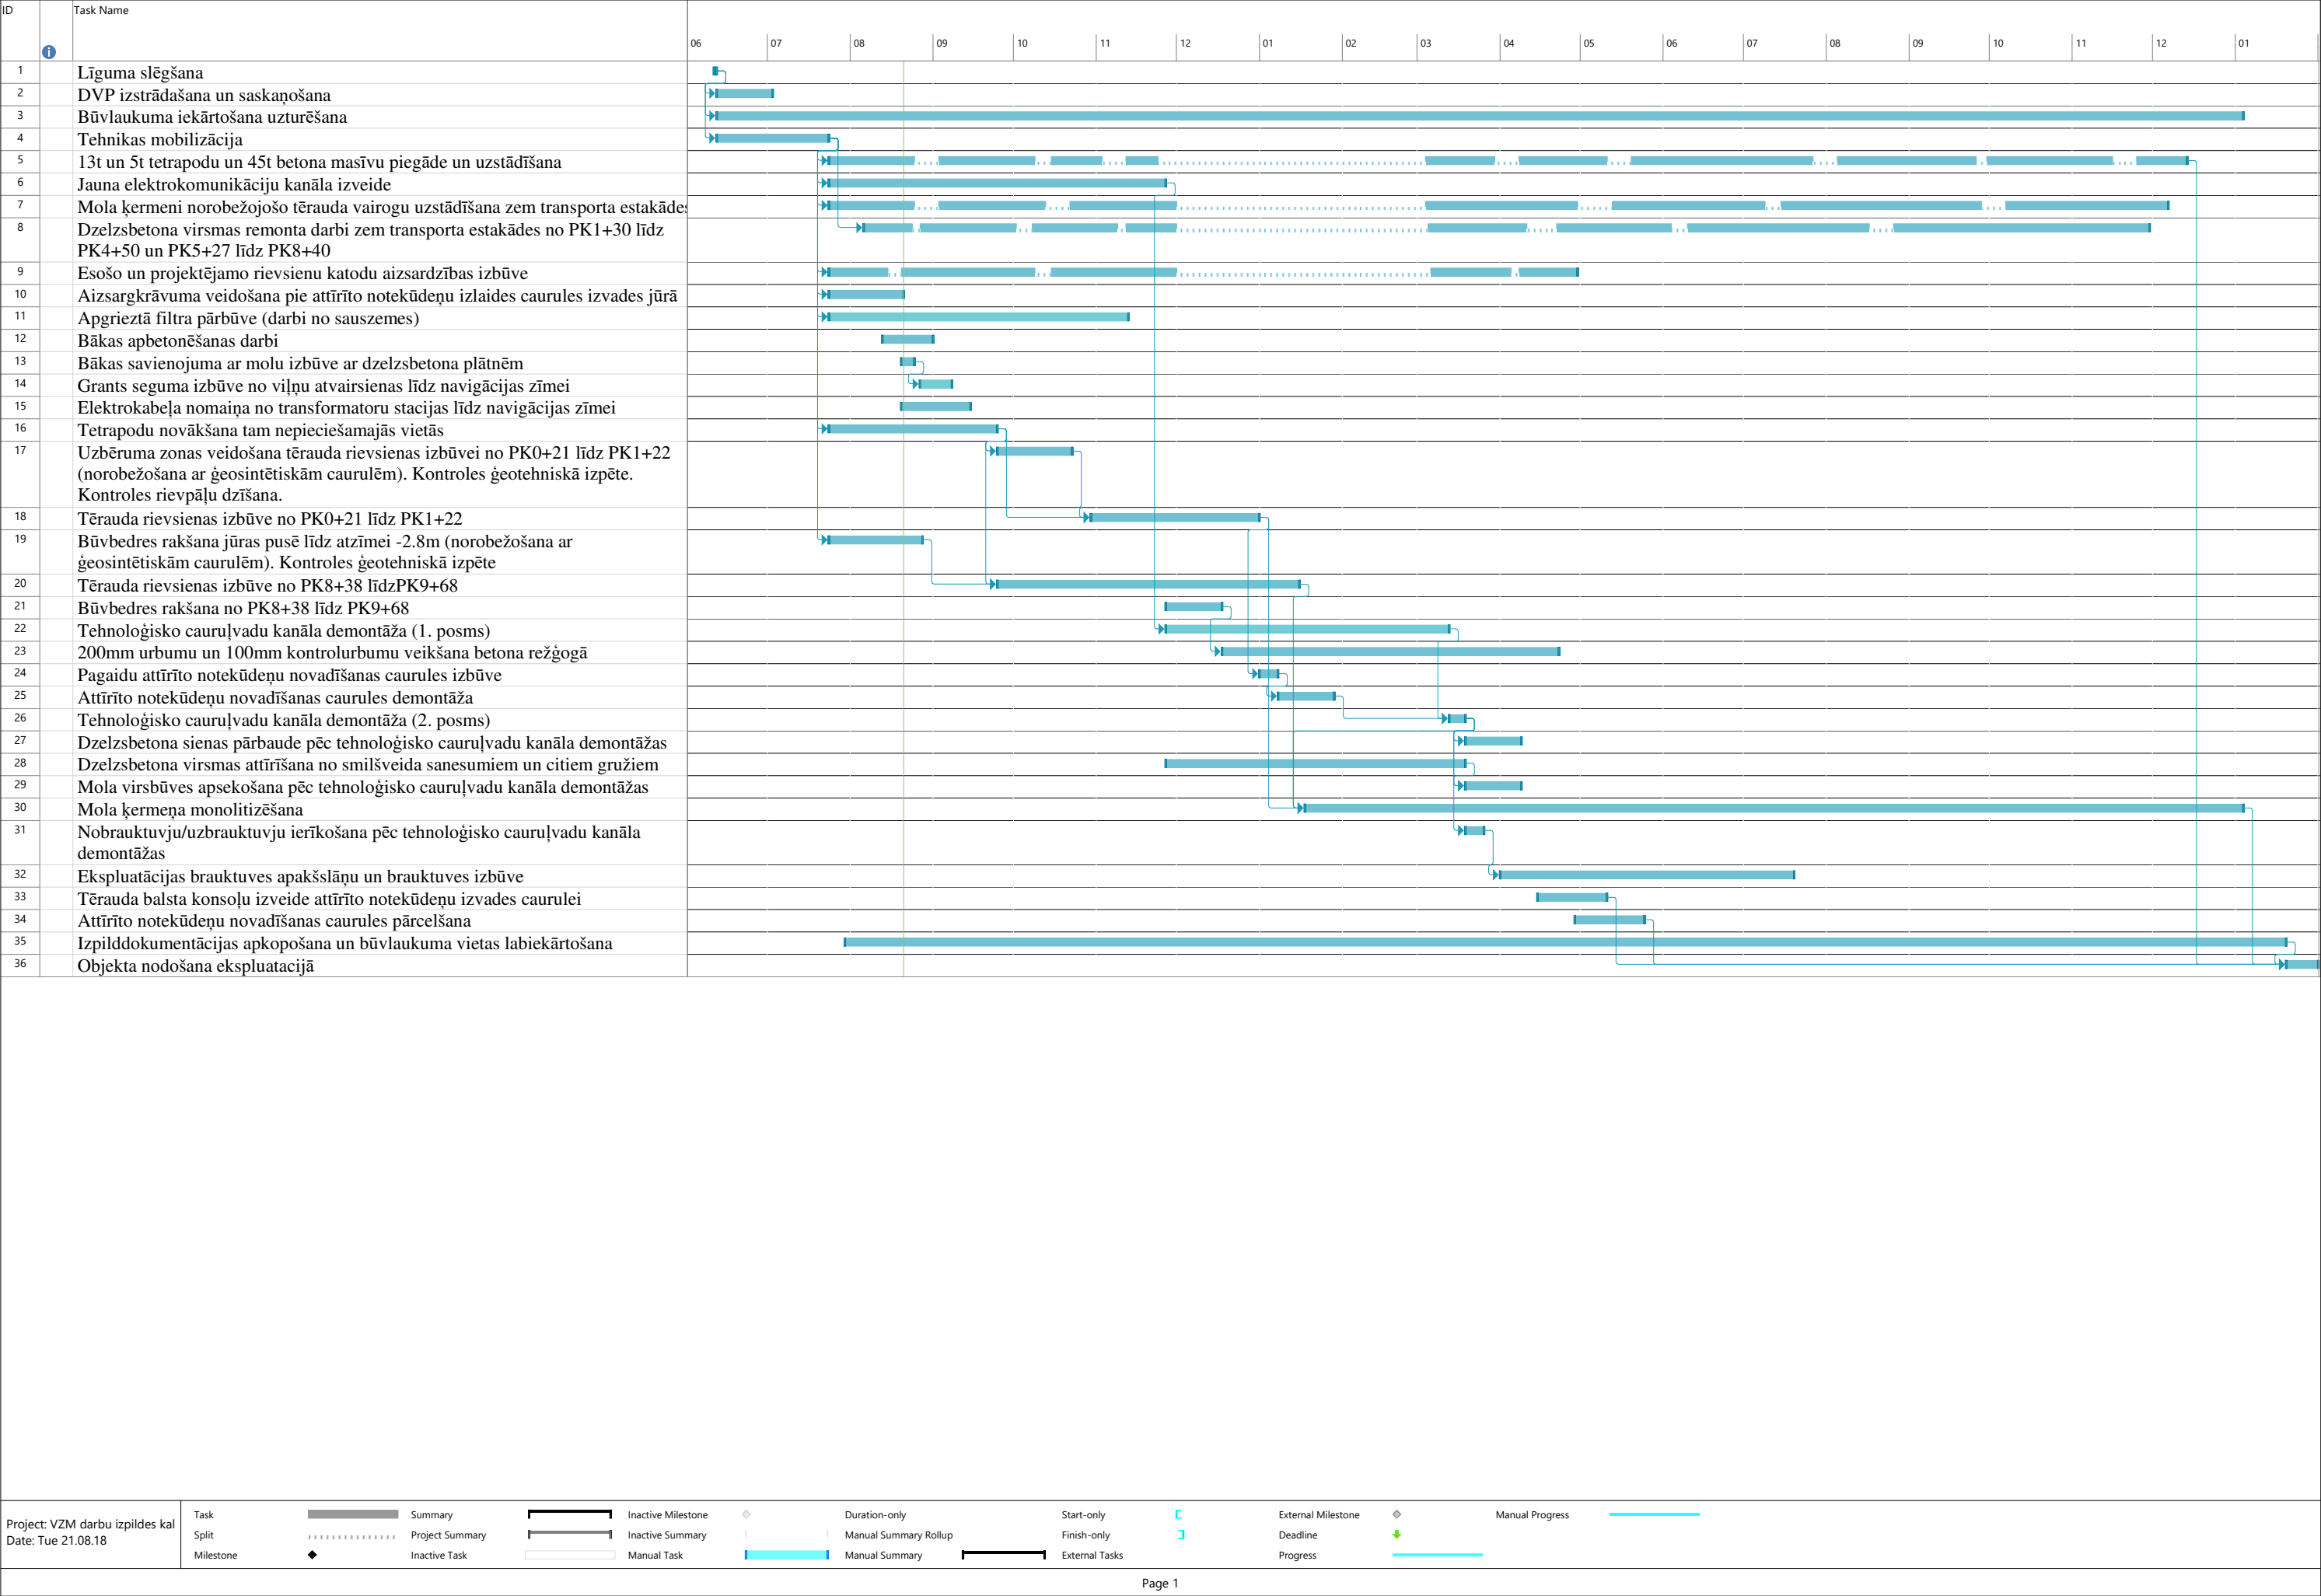 ID Task Name
06 07 08 09 10 11 12 01 02 03 04 05 06 07 08 09 10 11 12 01
1 Līguma slēgšana
2 DVP izstrādašana un saskaņošana
3 Būvlaukuma iekārtošana uzturēšana
4 Tehnikas mobilizācija
5 13t un 5t tetrapodu un 45t betona masīvu piegāde un uzstādīšana
6 Jauna elektrokomunikāciju kanāla izveide
7 Mola ķermeni norobežojošo tērauda vairogu uzstādīšana zem transporta estakādes
8 Dzelzsbetona virsmas remonta darbi zem transporta estakādes no PK1+30 līdz
PK4+50 un PK5+27 līdz PK8+40
9 Esošo un projektējamo rievsienu katodu aizsardzības izbūve
10 Aizsargkrāvuma veidošana pie attīrīto notekūdeņu izlaides caurules izvades jūrā
11 Apgrieztā filtra pārbūve (darbi no sauszemes)
12 Bākas apbetonēšanas darbi
13 Bākas savienojuma ar molu izbūve ar dzelzsbetona plātnēm
14 Grants seguma izbūve no viļņu atvairsienas līdz navigācijas zīmei
15 Elektrokabeļa nomaiņa no transformatoru stacijas līdz navigācijas zīmei
16 Tetrapodu novākšana tam nepieciešamajās vietās
17 Uzbēruma zonas veidošana tērauda rievsienas izbūvei no PK0+21 līdz PK1+22
(norobežošana ar ģeosintētiskām caurulēm). Kontroles ģeotehniskā izpēte.
Kontroles rievpāļu dzīšana.
18 Tērauda rievsienas izbūve no PK0+21 līdz PK1+22
19 Būvbedres rakšana jūras pusē līdz atzīmei -2.8m (norobežošana ar
ģeosintētiskām caurulēm). Kontroles ģeotehniskā izpēte
20 Tērauda rievsienas izbūve no PK8+38 līdzPK9+68
21 Būvbedres rakšana no PK8+38 līdz PK9+68
22 Tehnoloģisko cauruļvadu kanāla demontāža (1. posms)
23 200mm urbumu un 100mm kontrolurbumu veikšana betona režģogā
24 Pagaidu attīrīto notekūdeņu novadīšanas caurules izbūve
25 Attīrīto notekūdeņu novadīšanas caurules demontāža
26 Tehnoloģisko cauruļvadu kanāla demontāža (2. posms)
27 Dzelzsbetona sienas pārbaude pēc tehnoloģisko cauruļvadu kanāla demontāžas
28 Dzelzsbetona virsmas attīrīšana no smilšveida sanesumiem un citiem gružiem
29 Mola virsbūves apsekošana pēc tehnoloģisko cauruļvadu kanāla demontāžas
30 Mola ķermeņa monolitizēšana
31 Nobrauktuvju/uzbrauktuvju ierīkošana pēc tehnoloģisko cauruļvadu kanāla
demontāžas
32 Ekspluatācijas brauktuves apakšslāņu un brauktuves izbūve
33 Tērauda balsta konsoļu izveide attīrīto notekūdeņu izvades caurulei
34 Attīrīto notekūdeņu novadīšanas caurules pārcelšana
35 Izpilddokumentācijas apkopošana un būvlaukuma vietas labiekārtošana
36 Objekta nodošana ekspluatacijā
Project: VZM darbu izpildes kal
Date: Tue 21.08.18
Task Summary Inactive Milestone Duration-only Start-only External Milestone Manual Progress
Split Project Summary Inactive Summary Manual Summary Rollup Finish-only Deadline
Milestone Inactive Task Manual Task Manual Summary External Tasks Progress
Page 1